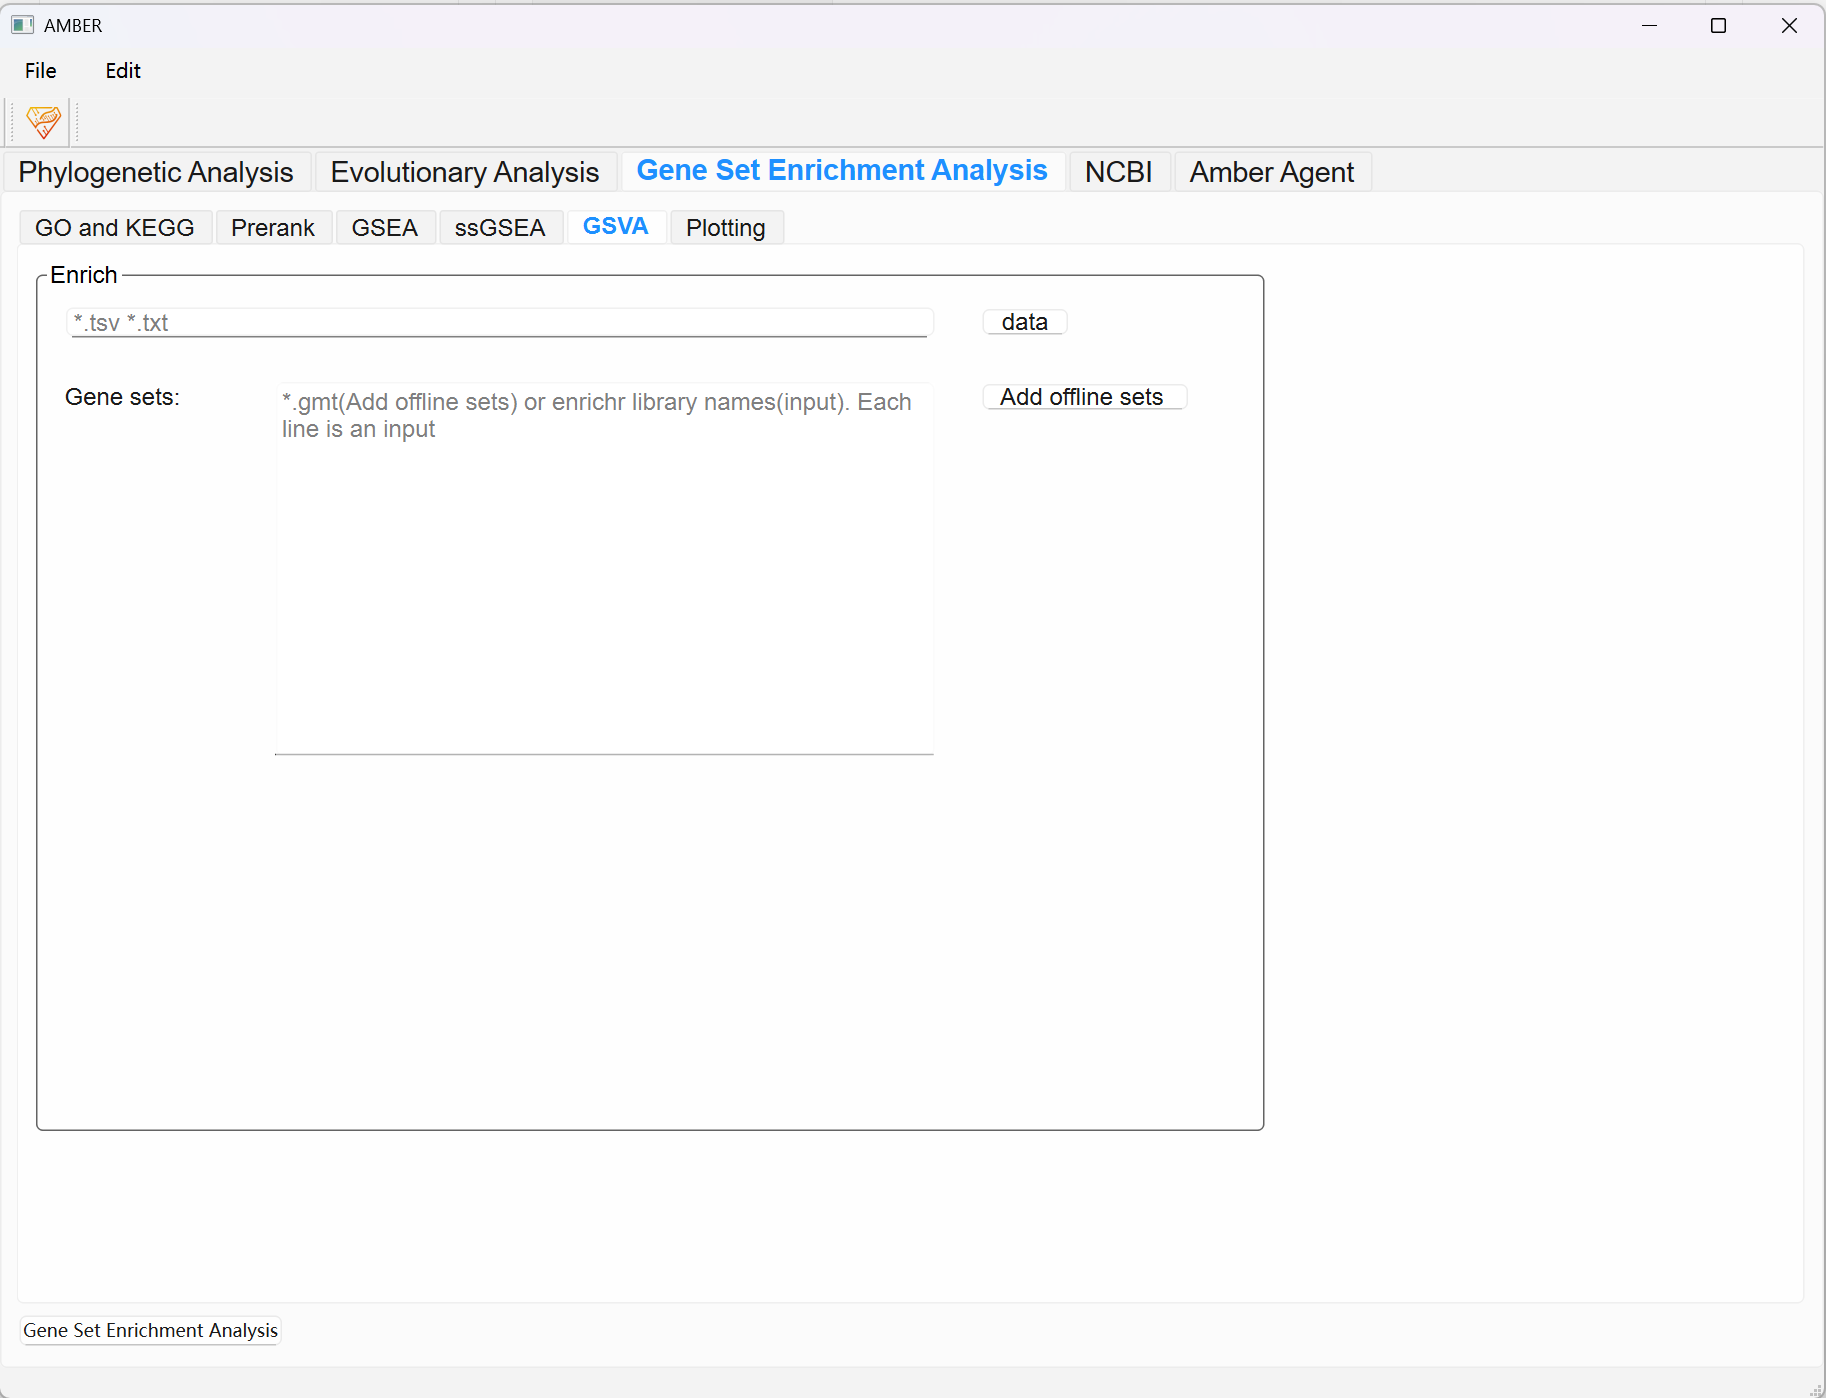 AMBER
File Edit
Phylogenetic Analysis Evolutionary Analysis Gene Set Enrichment Analysis NCBI Amber Agent
GO and KEGG Prerank GSEA ssGSEA GSVA Plotting
Enrich
*.tsv *.txt data
Gene sets: *.gmt(Add offline sets) or enrichr library names(input). Each Add offline sets
line is an input
Gene Set Enrichment Analysis